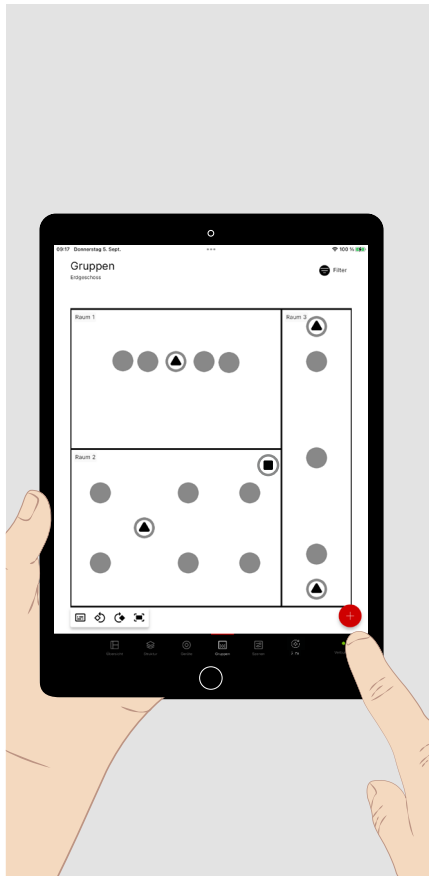 09:17 Donnerstag 5. Sept.
100 %
Gruppen
Erdgeschoss
Filter
Raum 1
Raum 3
Raum 2
Gruppen